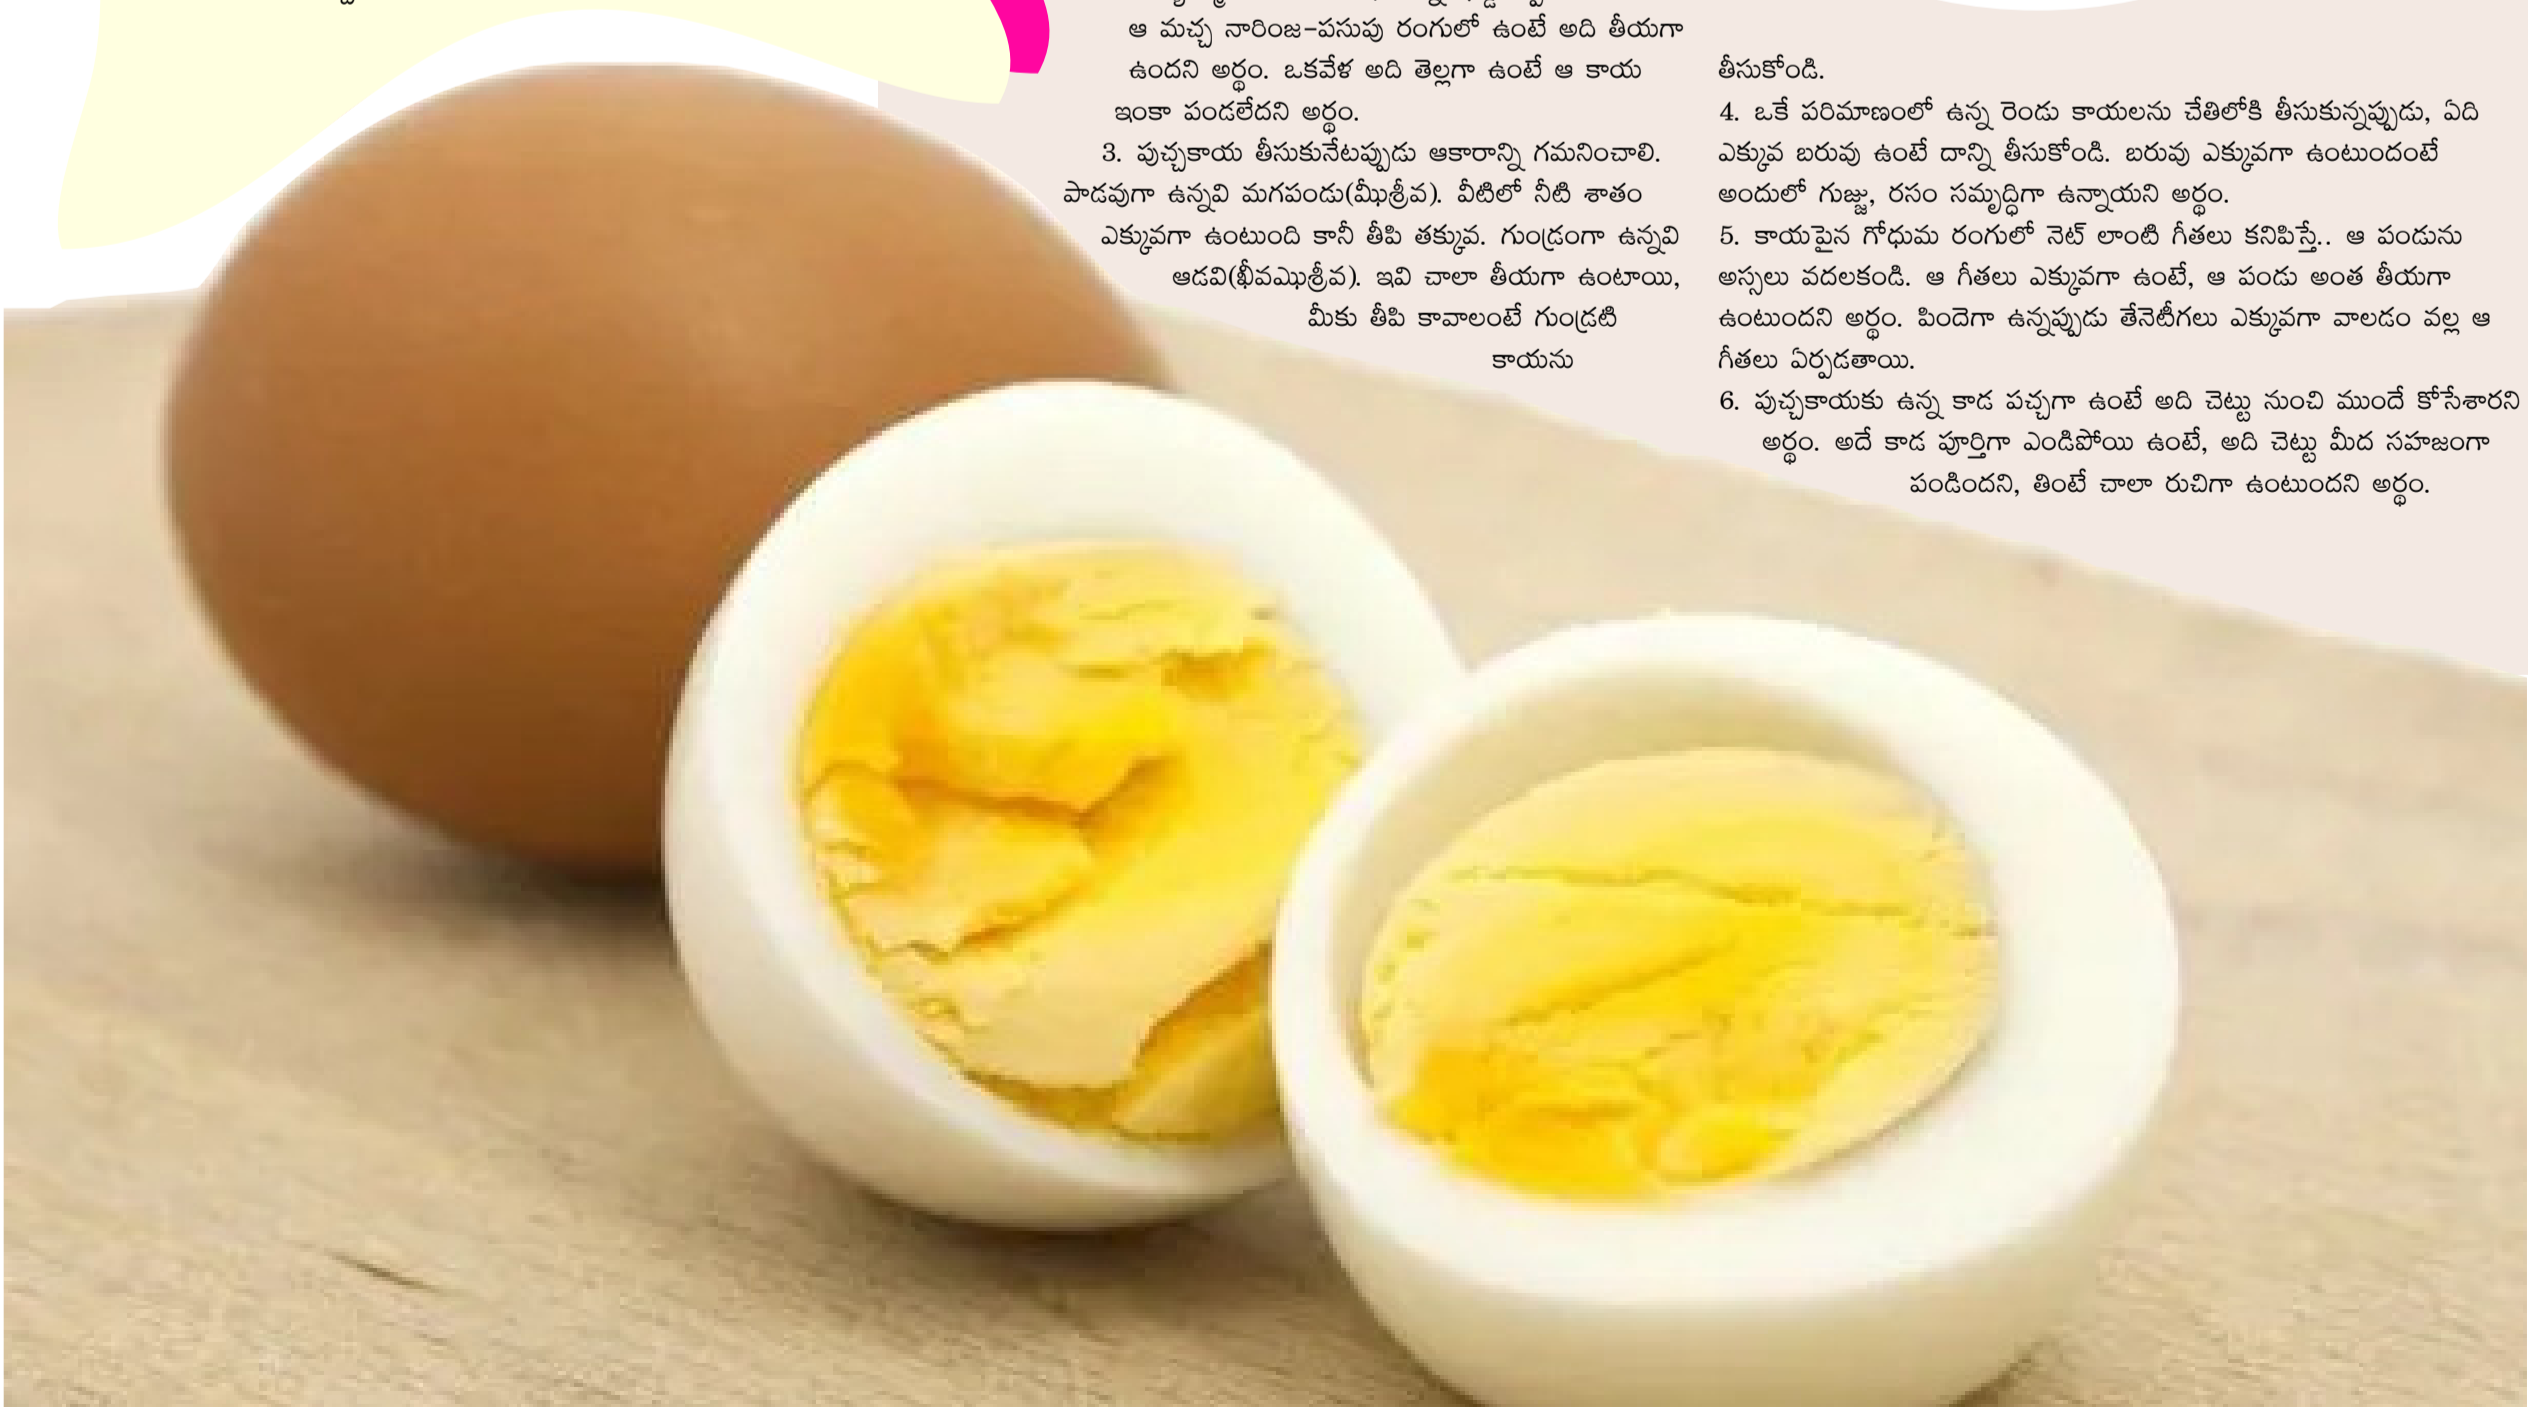 ఆ మచ్చ నారింజ-పసుపు రంగులో ఉంటే అది తీయగా
ఉందని అర్థం. ఒకవేళ అది తెల్లగా ఉంటే ఆ కాయ
ఇంకా పండలేదని అర్థం.
3. పుచ్చకాయ తీసుకునేటప్పుడు ఆకారాన్ని గమనించాలి.
పొడవుగా ఉన్నవి మగపండు(ఝీశ్రీవ). వీటిలో నీటి శాతం
ఎక్కువగా ఉంటుంది కానీ తీపి తక్కువ. గుండ్రంగా ఉన్నవి
ఆడవి(ఖీవఝశ్రీవ). ఇవి చాలా తీయగా ఉంటాయి,
మీకు తీపి కావాలంటే గుండ్రటి
కాయను
తీసుకోండి.
4. ఒకే పరిమాణంలో ఉన్న రెండు కాయలను చేతిలోకి తీసుకున్నప్పుడు, ఏది
ఎక్కువ బరువు ఉంటే దాన్ని తీసుకోండి. బరువు ఎక్కువగా ఉంటుందంటే
అందులో గుజ్జు, రసం సమృద్ధిగా ఉన్నాయని అర్థం.
5. కాయపైన గోధుమ రంగులో నెట్ లాంటి గీతలు కనిపిస్తే.. ఆ పండును
అస్సలు వదలకండి. ఆ గీతలు ఎక్కువగా ఉంటే, ఆ పండు అంత తీయగా
ఉంటుందని అర్థం. పిందెగా ఉన్నప్పుడు తేనెటీగలు ఎక్కువగా వాలడం వల్ల ఆ
గీతలు ఏర్పడతాయి.
6. పుచ్చకాయకు ఉన్న కాడ పచ్చగా ఉంటే అది చెట్టు నుంచి ముందే కోసేశారని
అర్థం. అదే కాడ పూర్తిగా ఎండిపోయి ఉంటే, అది చెట్టు మీద సహజంగా
పండిందని, తింటే చాలా రుచిగా ఉంటుందని అర్థం.